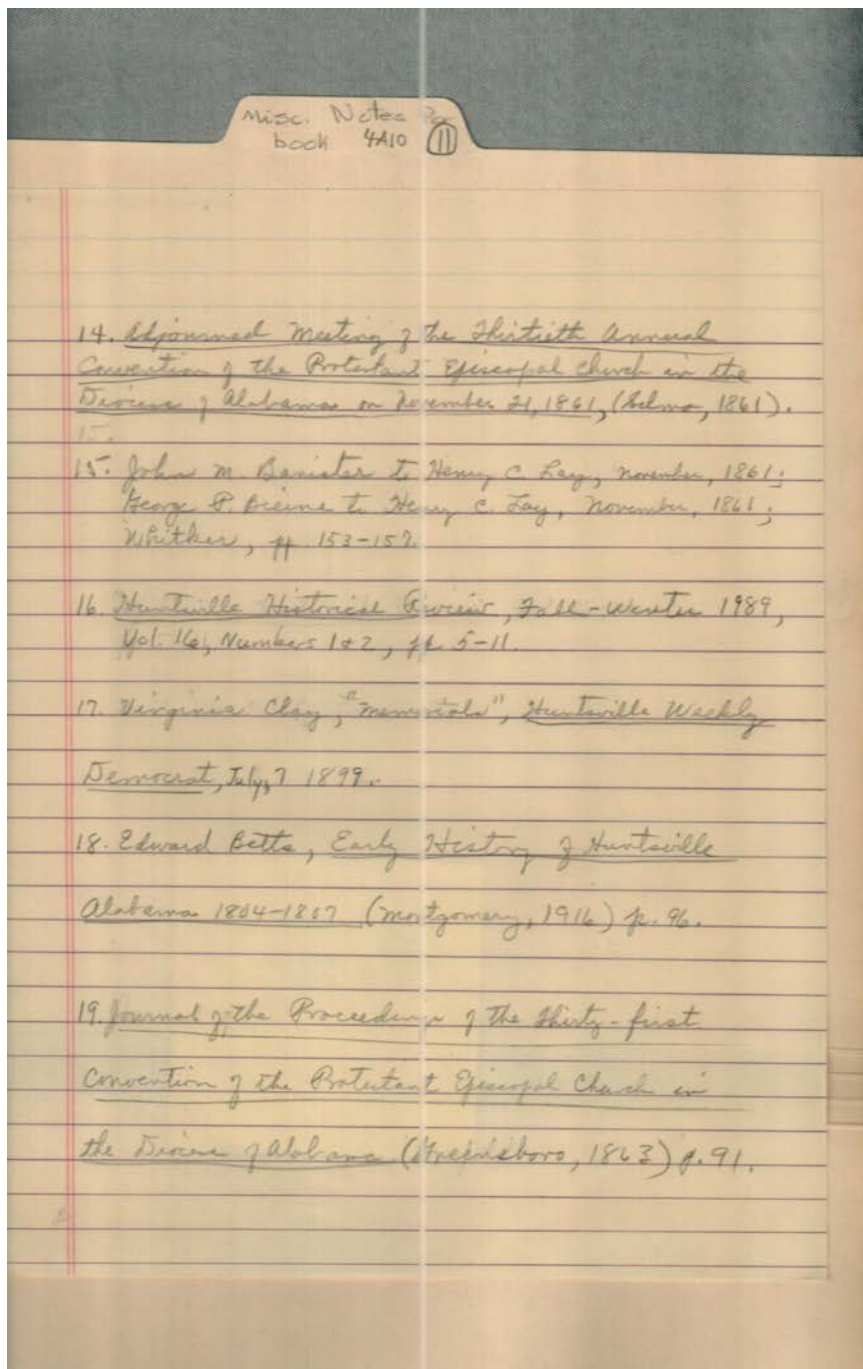 Misc. Notes
book 4A10 11
14. Adjourned Meeting of the Thirtieth Annual
Convention of the Protestant Episcopal Church in the
Diocese of Alabama on November 21, 1861, (Selma, 1861).
15.
15. John M. Banister to Henry C Lay, November, 1861;
George P. Beirne to Henry C. Lay, November, 1861;
Whitaker, pp. 153-157.
16. Huntsville Historical Review, Fall-Winter 1989,
Vol. 16, Numbers 1&2, pp. 5-11.
17. Virginia Clay, "Memorials", Huntsville Weekly
Democrat, July, 7 1899.
18. Edward Betts, Early History of Huntsville
Alabama 1804-1807 (Montgomery, 1916) p. 96.
19. Journal of the Proceedings of the Thirty-first
Convention of the Protestant Episcopal Church in
the Diocese of Alabama (Greensboro, 1863) p. 91.